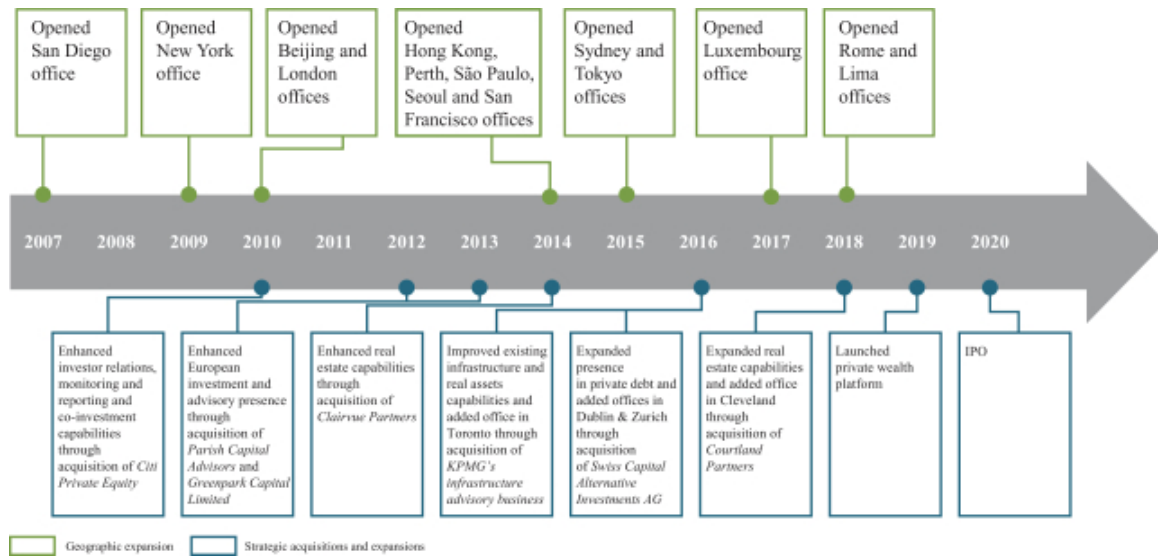 Opened
San Diego
office
Opened
New York
office
Opened
Beijing and
London
offices
Opened
Hong Kong,
Perth, São Paulo,
Seoul and San
Francisco offices
Opened
Sydney and
Tokyo
offices
Opened
Luxembourg
office
Opened
Rome and
Lima
offices
2007 2008 2009 2010 2011 2012 2013 2014 2015 2016 2017 2018 2019 2020
Enhanced
investor relations,
monitoring and
reporting and
co-investment
capabilities
through
acquisition of Citi
Private Equity
Enhanced
European
investment and
advisory presence
through
acquisition of
Parish Capital
Advisors and
Greenpark Capital
Limited
Enhanced real
estate capabilities
through
acquisition of
Clairvue Partners
Improved existing
infrastructure and
real assets
capabilities and
added office in
Toronto through
acquisition of
KPMG's
infrastructure
advisory business
Expanded
presence
in private debt and
added offices in
Dublin & Zurich
through
acquisition
of Swiss Capital
Alternative
Investments AG
Expanded real
estate capabilities
and added office
in Cleveland
through
acquisition of
Courtland
Partners
Launched
private wealth
platform
IPO
Geographic expansion
Strategic acquisitions and expansions